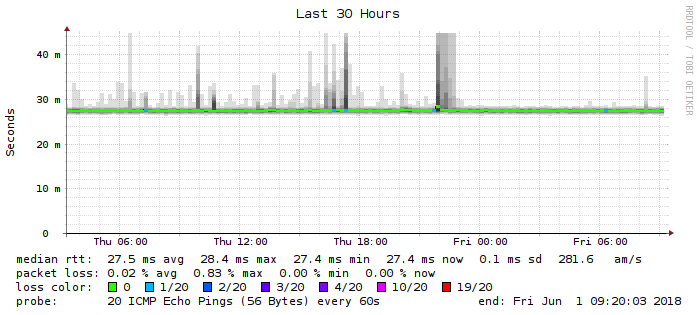 Last 30 Hours
RRDTOOL / TOBI OETIKER
Seconds
40 m
30 m
20 m
10 m
0
Thu 06:00 Thu 12:00 Thu 18:00 Fri 00:00 Fri 06:00
median rtt: 27.5 ms avg 28.4 ms max 27.4 ms min 27.4 ms now 0.1 ms sd 281.6 am/s
packet loss: 0.02 % avg 0.83 % max 0.00 % min 0.00 % now
loss color: 0 1/20 2/20 3/20 4/20 10/20 19/20
probe: 20 ICMP Echo Pings (56 Bytes) every 60s end: Fri Jun 1 09:20:03 2018